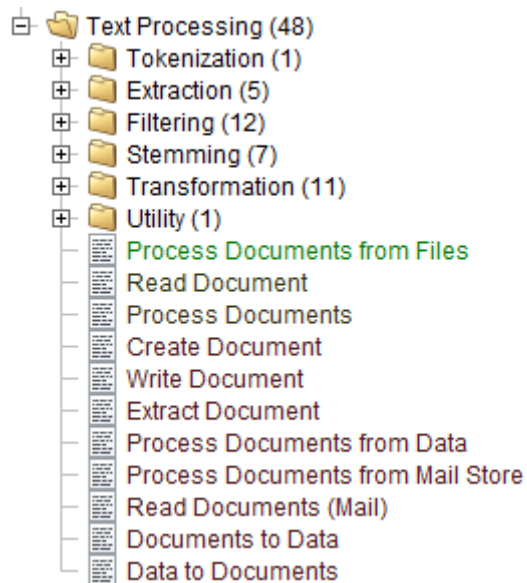 Text Processing (48)
Tokenization (1)
Extraction (5)
Filtering (12)
Stemming (7)
Transformation (11)
Utility (1)
Process Documents from Files
Read Document
Process Documents
Create Document
Write Document
Extract Document
Process Documents from Data
Process Documents from Mail Store
Read Documents (Mail)
Documents to Data
Data to Documents